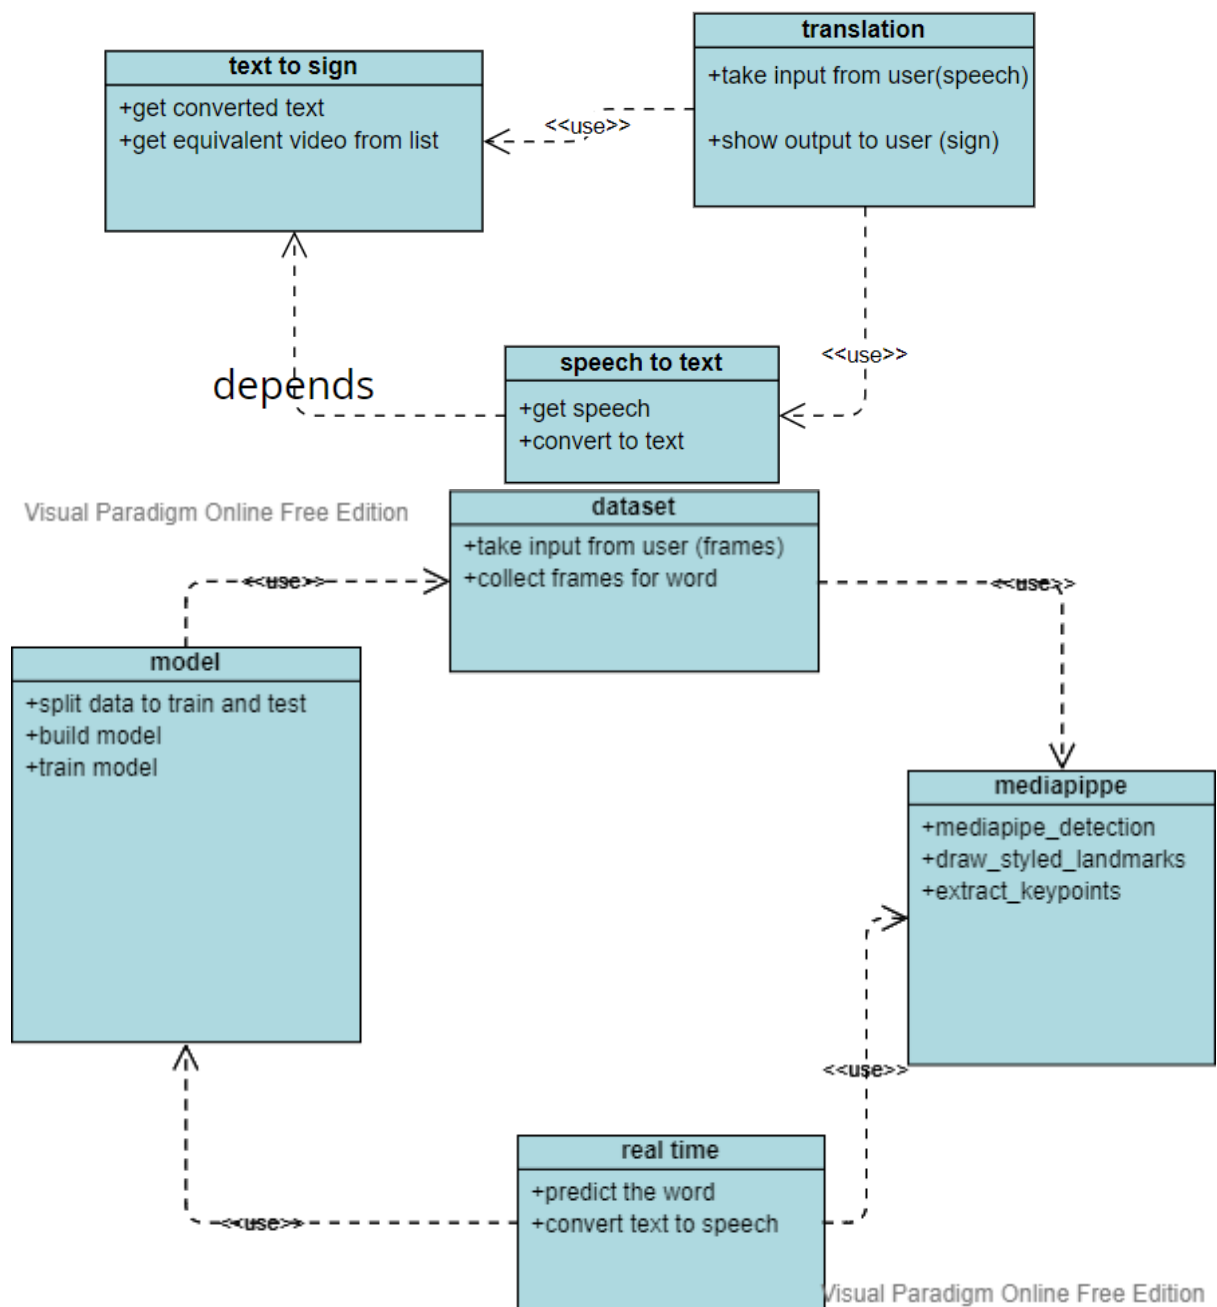 translation
+take input from user(speech)
+show output to user (sign)
text to sign
+get converted text
+get equivalent video from list
<<use>>
<<use>>
depends
speech to text
+get speech
+convert to text
Visual Paradigm Online Free Edition
dataset
+take input from user (frames)
+collect frames for word
<<use>>
<<use>>
model
+split data to train and test
+build model
+train model
mediapippe
+mediapipe_detection
+draw_styled_landmarks
+extract_keypoints
<<use>>
real time
+predict the word
+convert text to speech
<<use>>
Visual Paradigm Online Free Edition